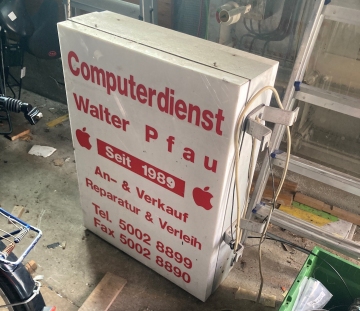 Computerdienst
Walter Pfau
Seit 1989
An- & Verkauf
Reparatur & Verleih
Tel. 5002 8899
Fax 5002 8890